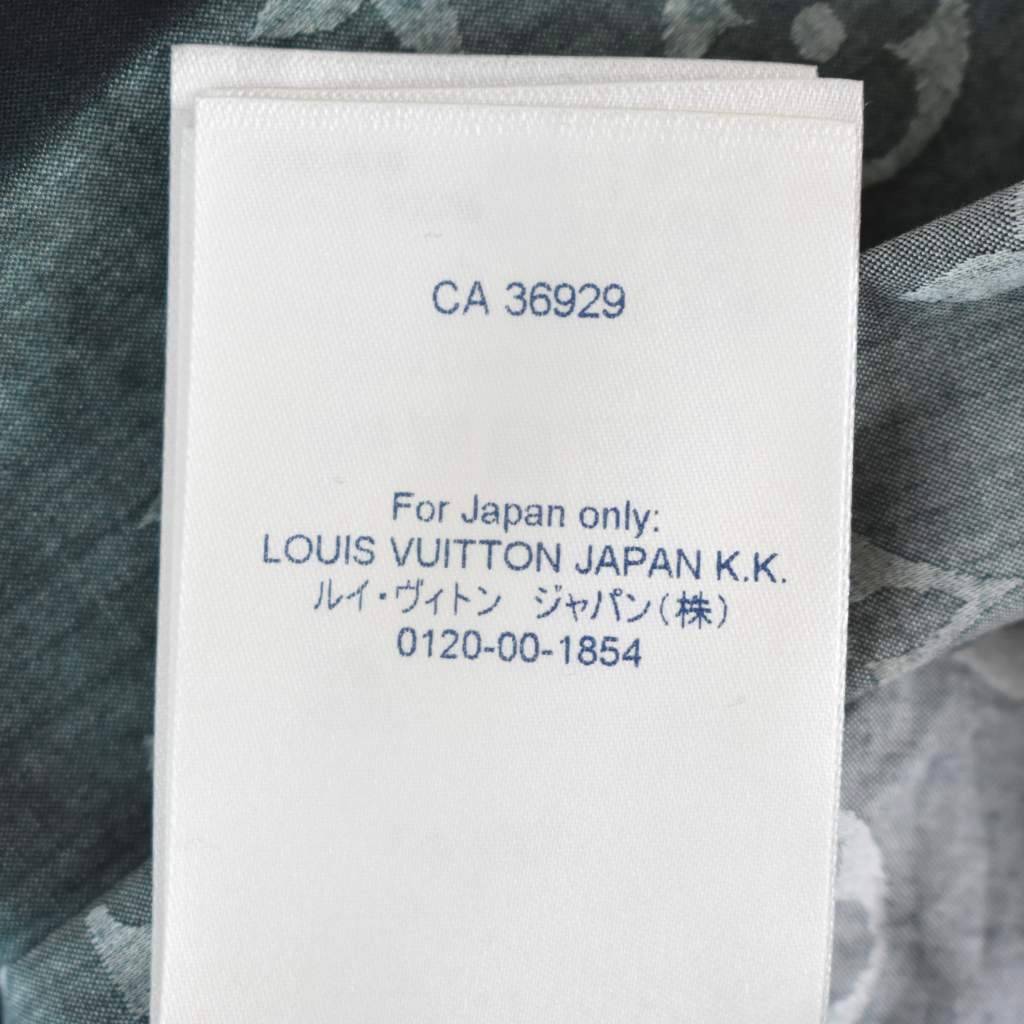 CA 36929
For Japan only:
LOUIS VUITTON JAPAN K.K.
ルイ・ヴィトン　ジャパン(株)
0120-00-1854